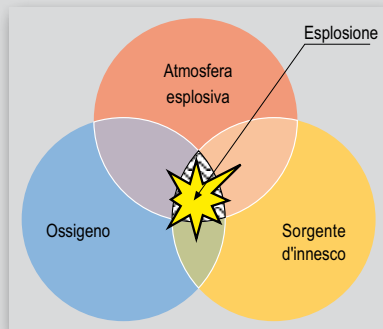 Esplosione
Atmosfera
esplosiva
Ossigeno
Sorgente
d'innesco